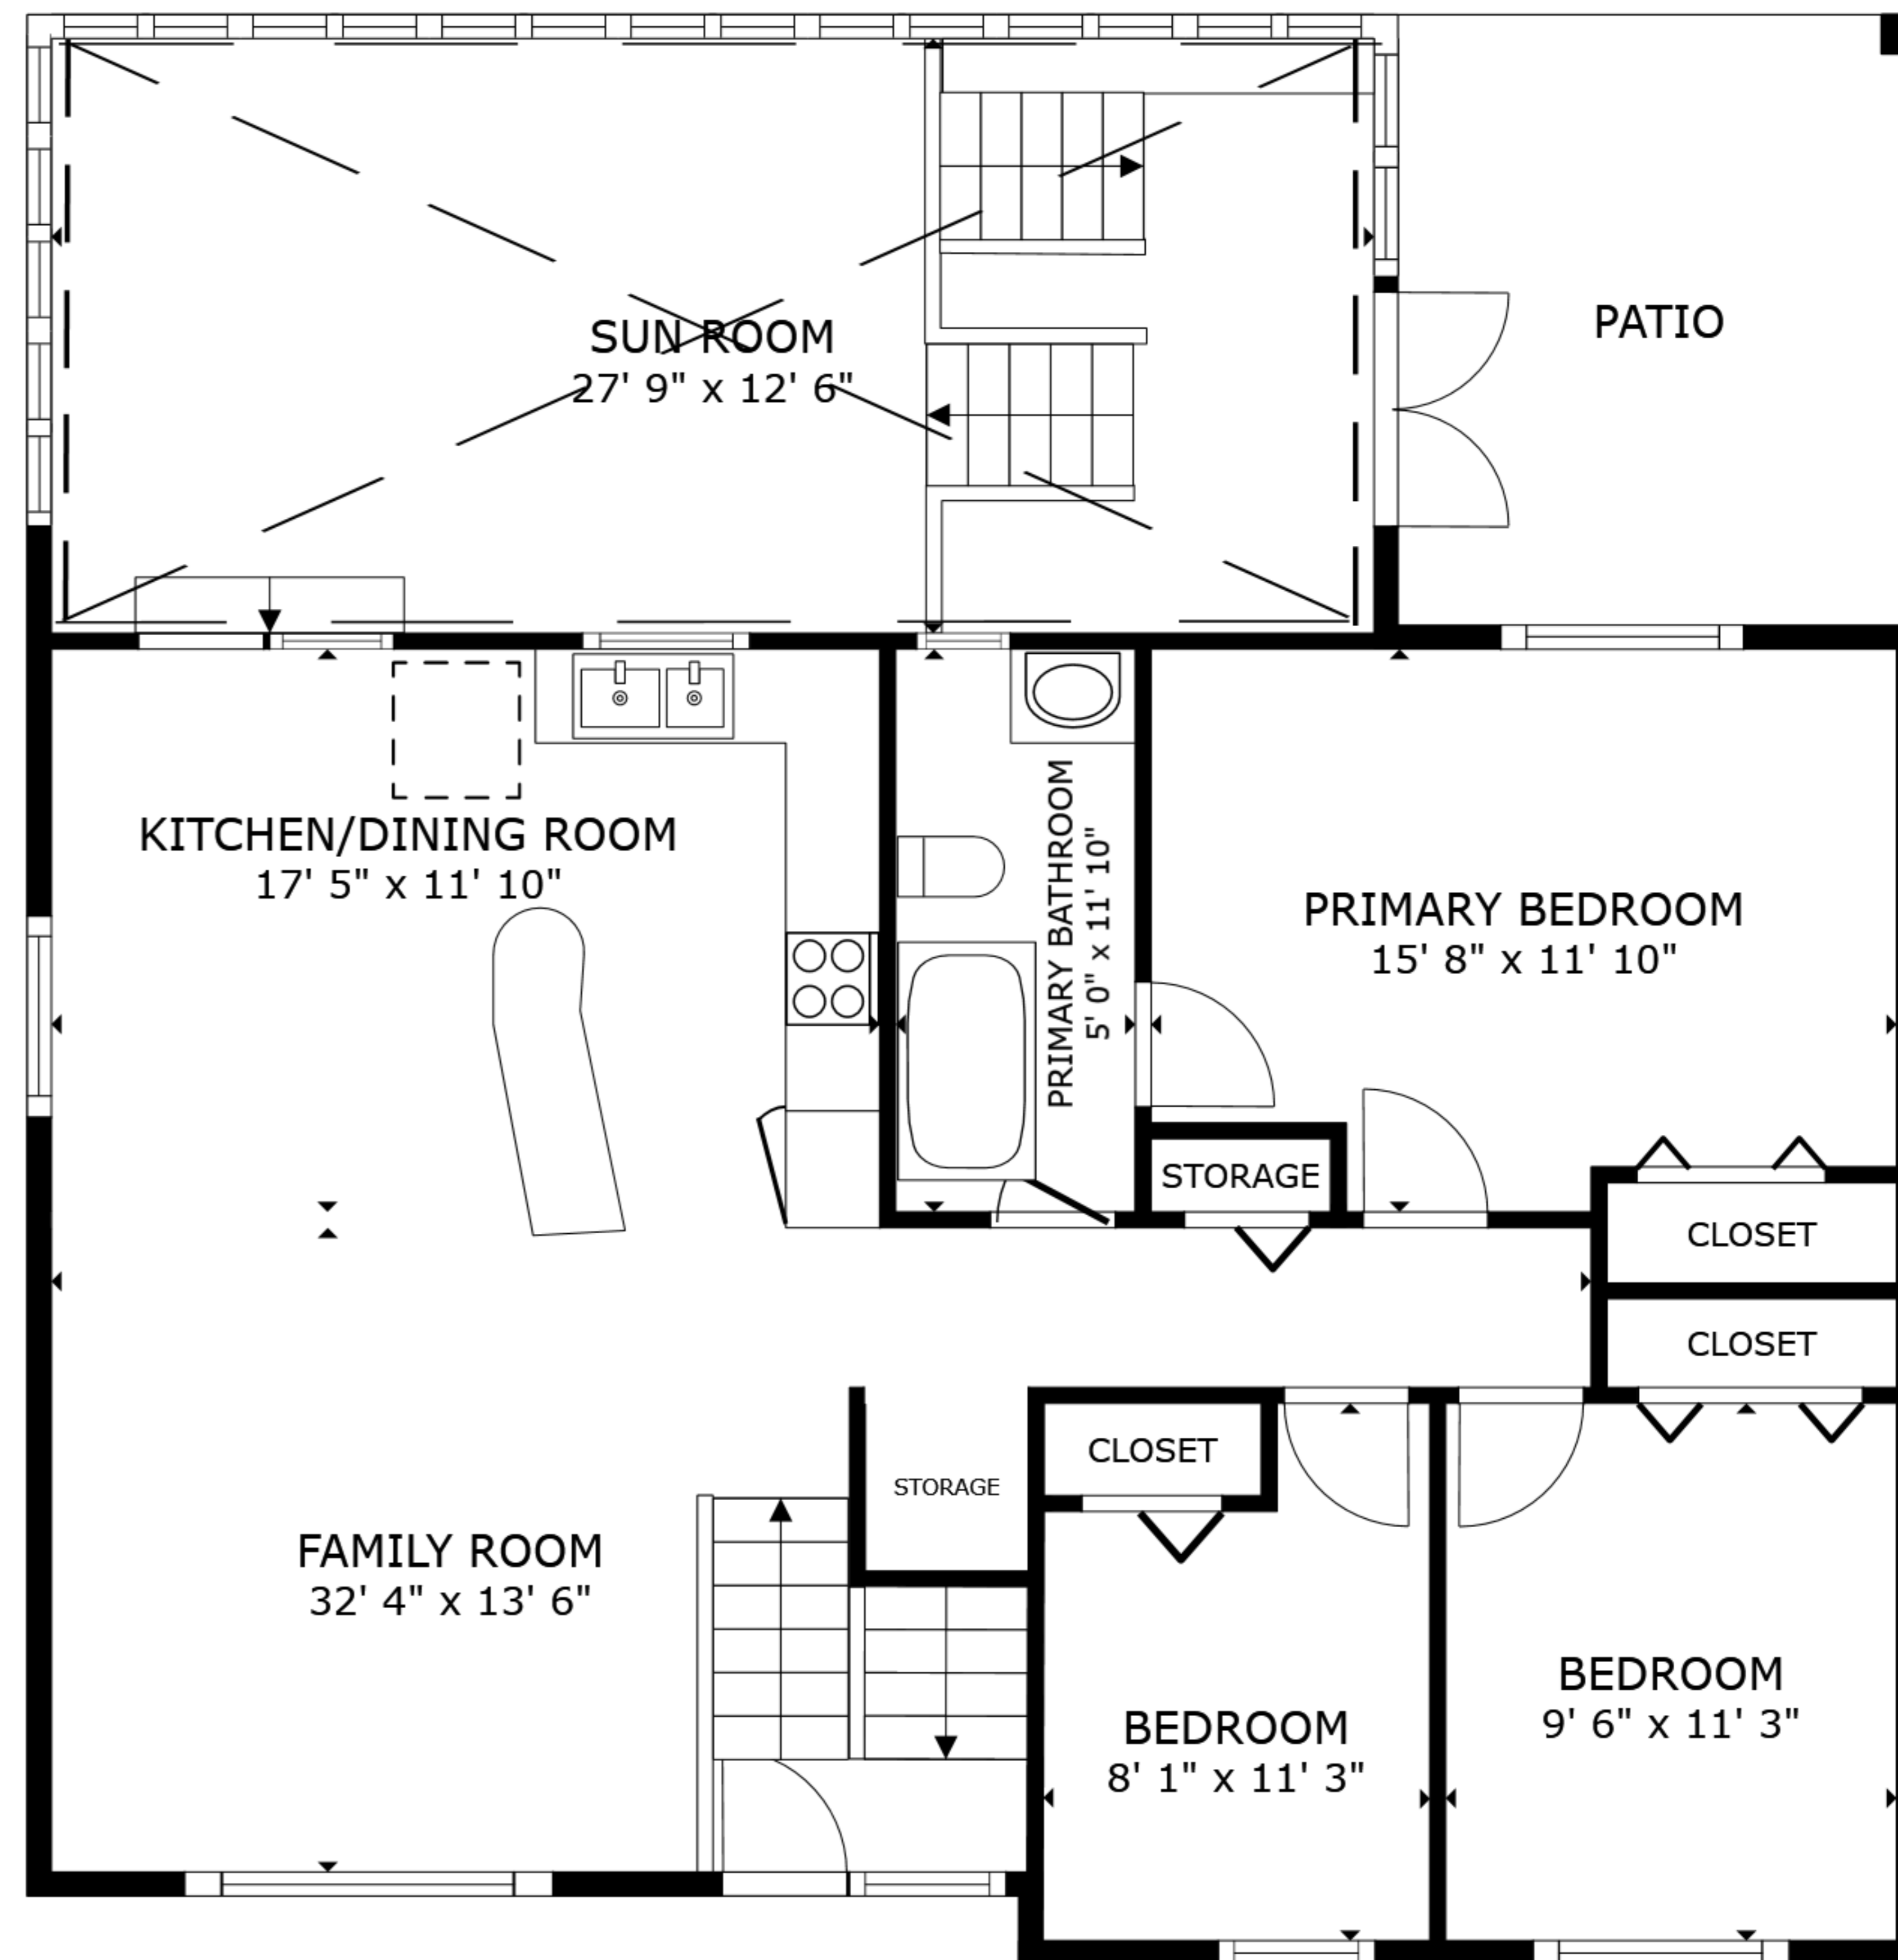 SUN ROOM
27' 9" x 12' 6"
PATIO
KITCHEN/DINING ROOM
17' 5" x 11' 10"
PRIMARY BATHROOM
5' 0" x 11' 10"
PRIMARY BEDROOM
15' 8" x 11' 10"
STORAGE
CLOSET
CLOSET
CLOSET
STORAGE
FAMILY ROOM
32' 4" x 13' 6"
BEDROOM
8' 1" x 11' 3"
BEDROOM
9' 6" x 11' 3"